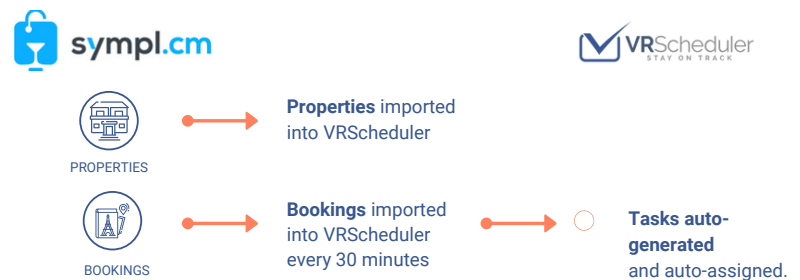 sympl.cm
VRScheduler
STAY ON TRACK
Properties imported
into VRScheduler
PROPERTIES
Bookings imported
into VRScheduler
every 30 minutes
BOOKINGS
Tasks auto-
generated
and auto-assigned.